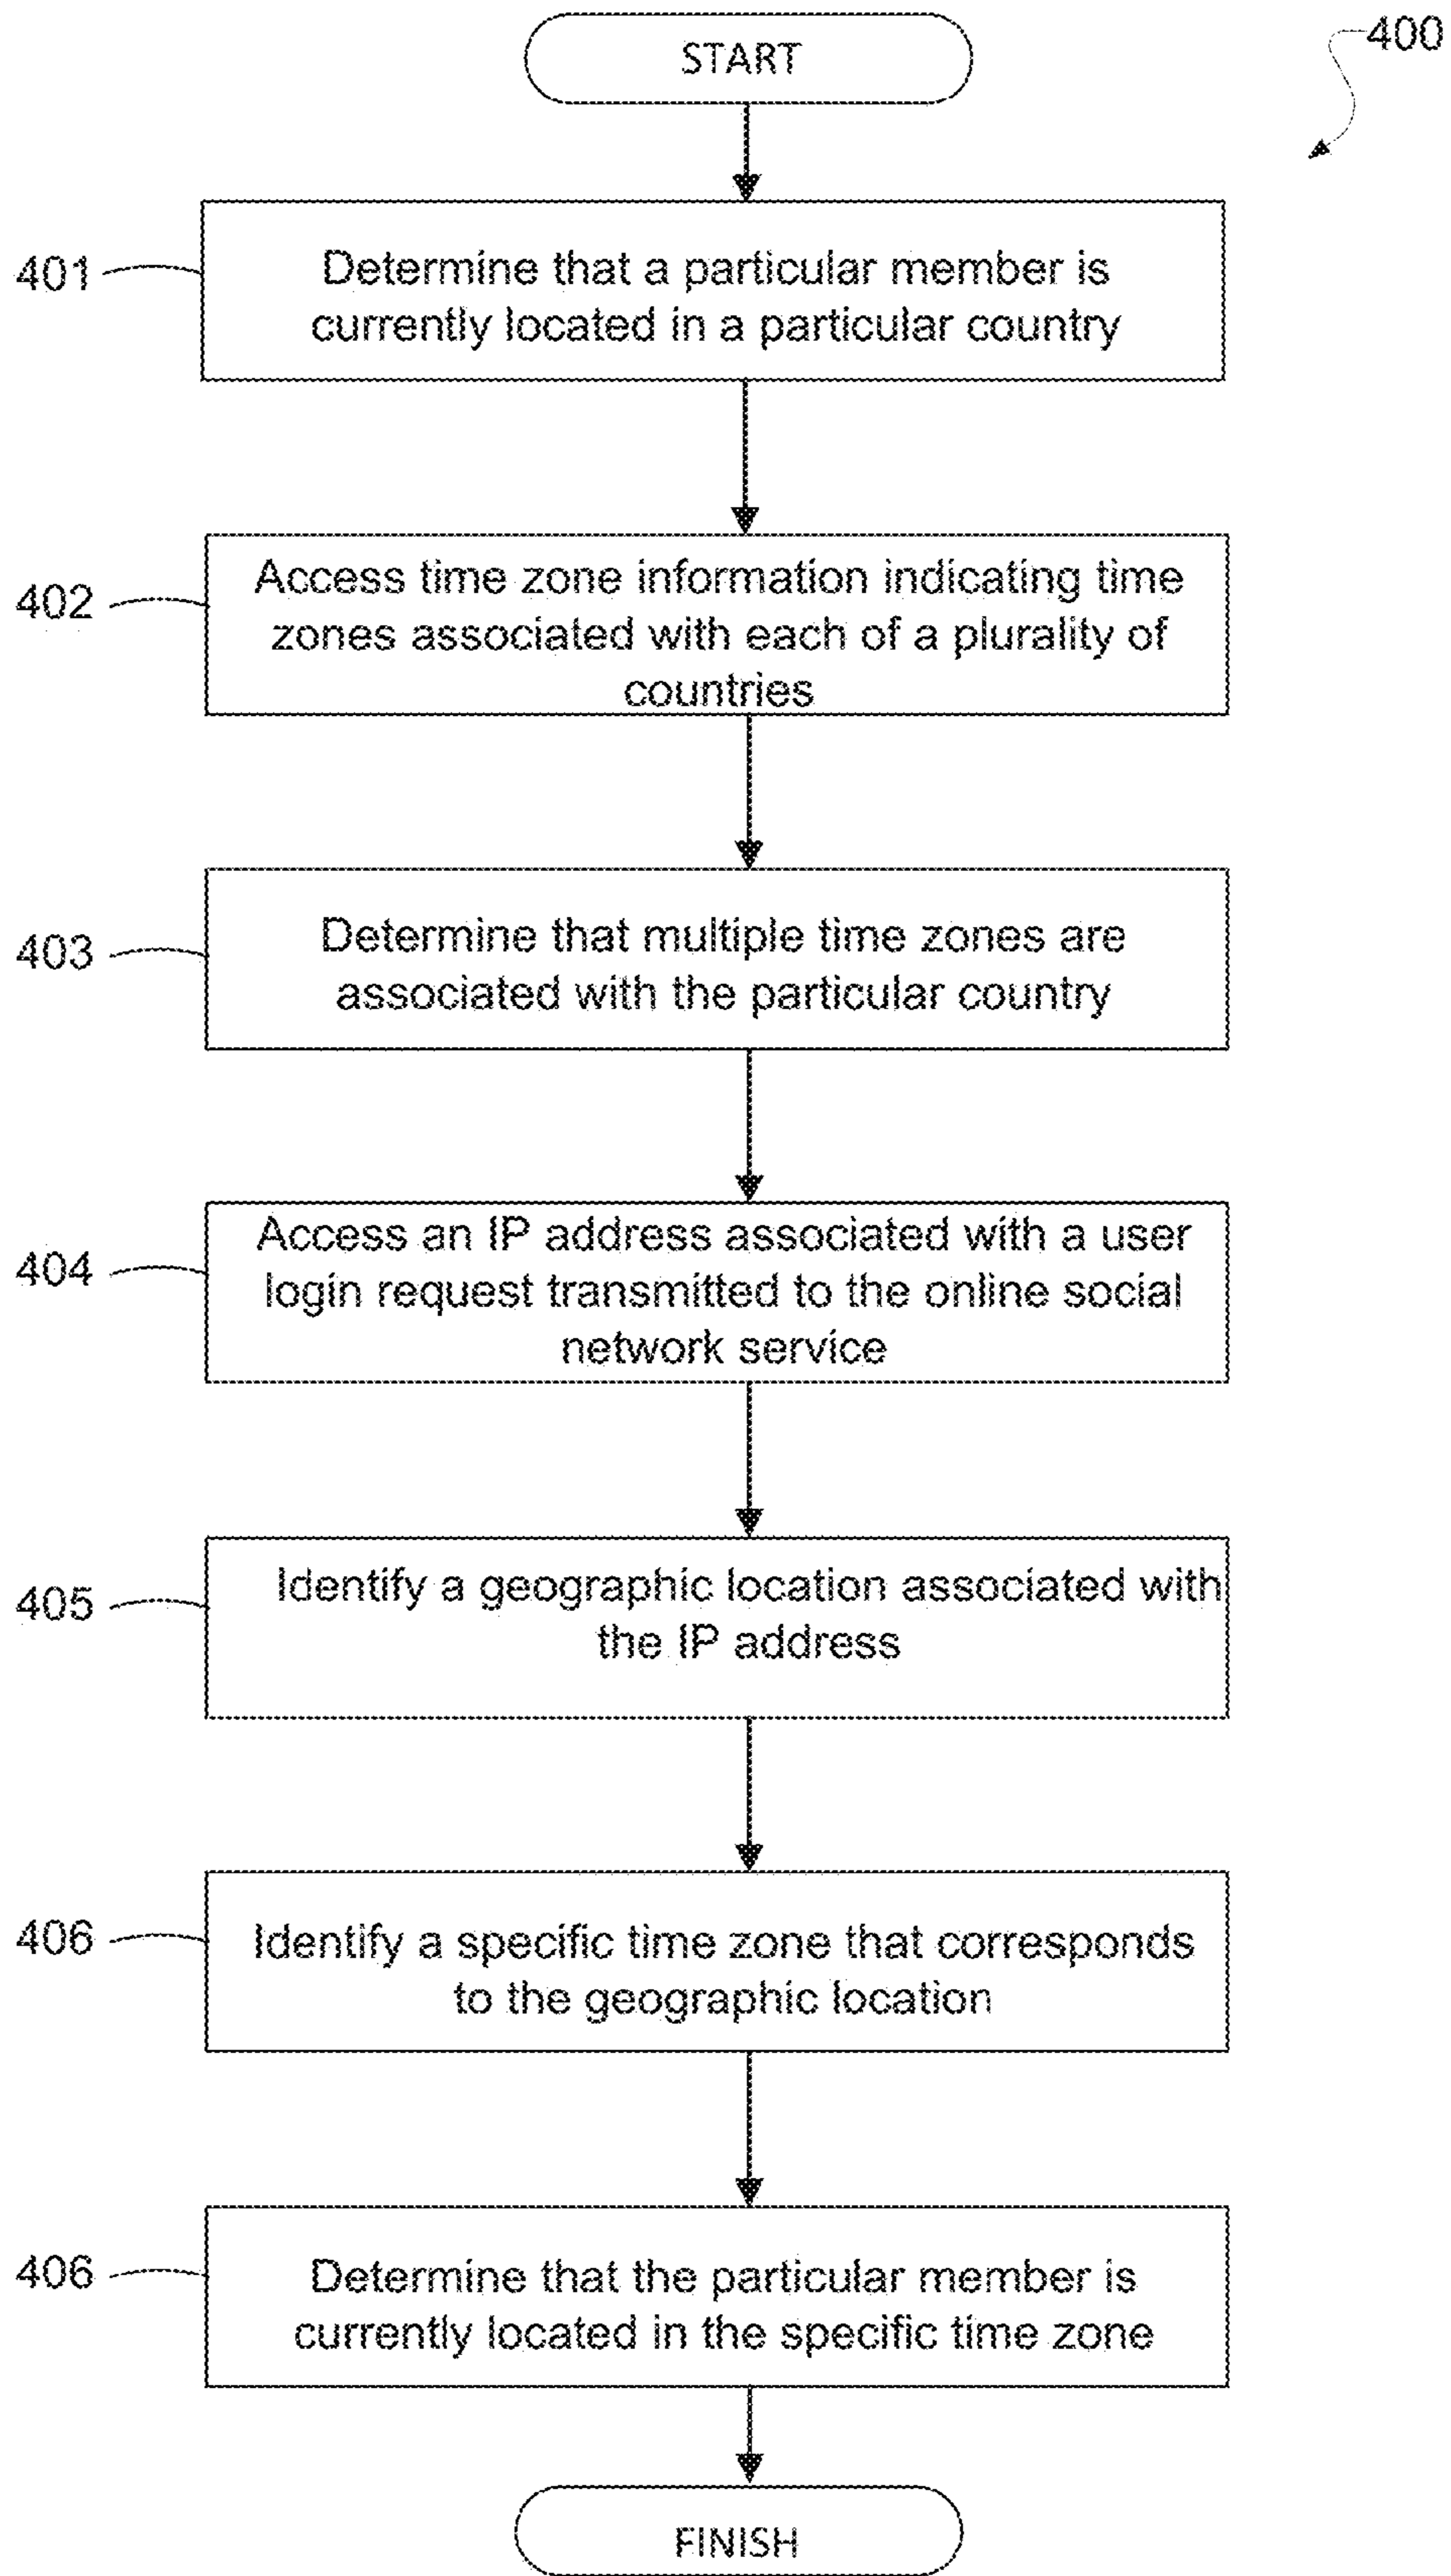 START
400
401
Determine that a particular member is
currently located in a particular country
402
Access time zone information indicating time
zones associated with each of a plurality of
countries
403
Determine that multiple time zones are
associated with the particular country
404
Access an IP address associated with a user
login request transmitted to the online social
network service
405
Identify a geographic location associated with
the IP address
406
Identify a specific time zone that corresponds
to the geographic location
406
Determine that the particular member is
currently located in the specific time zone
FINISH